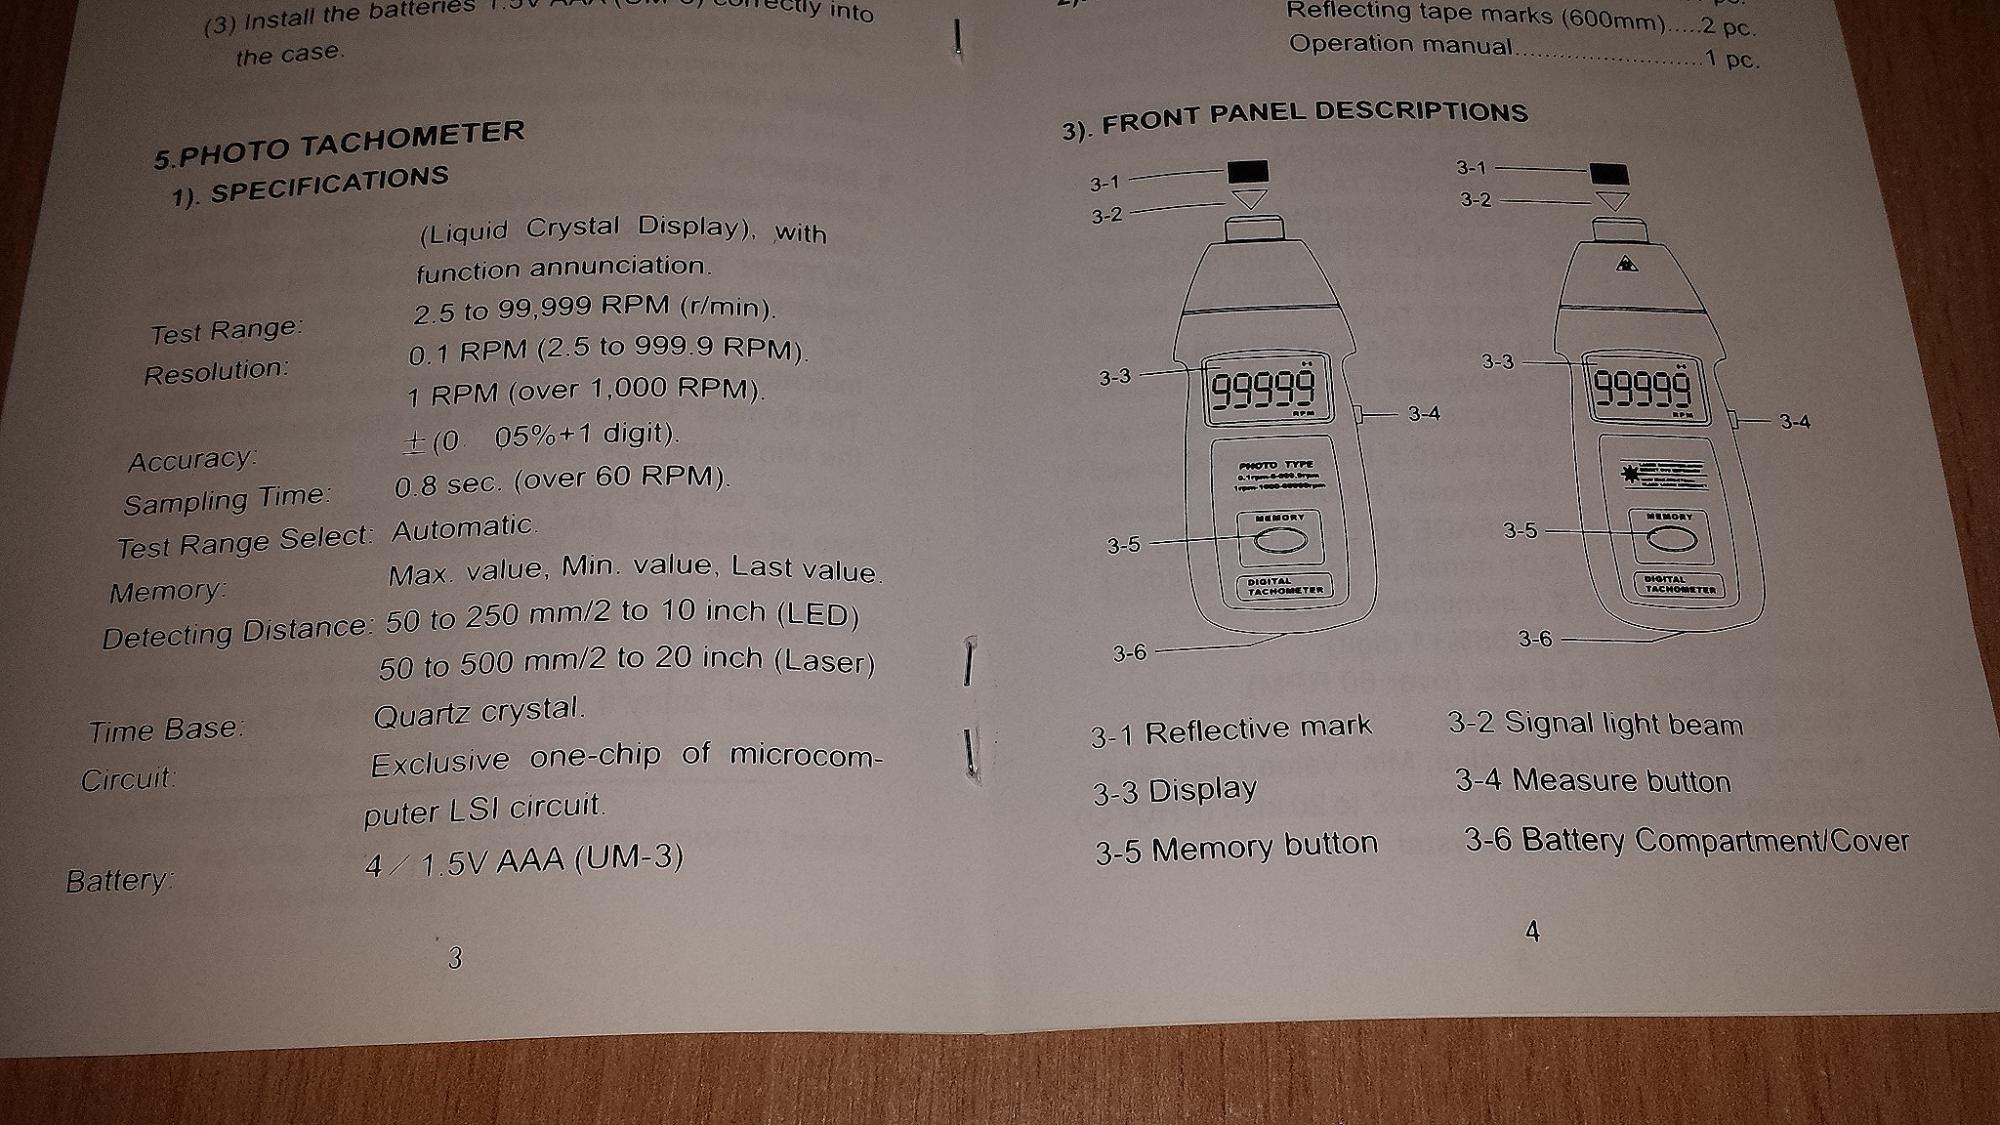 (3) Install the batteries 1.5V AAA correctly into
the case.
5.PHOTO TACHOMETER
1). SPECIFICATIONS
(Liquid Crystal Display), with
function annunciation.
Test Range: 2.5 to 99,999 RPM (r/min).
Resolution: 0.1 RPM (2.5 to 999.9 RPM).
1 RPM (over 1,000 RPM).
Accuracy: ±(0 05%+1 digit).
Sampling Time: 0.8 sec. (over 60 RPM).
Test Range Select: Automatic.
Memory: Max. value, Min. value, Last value.
Detecting Distance: 50 to 250 mm/2 to 10 inch (LED)
50 to 500 mm/2 to 20 inch (Laser)
Time Base: Quartz crystal.
Circuit: Exclusive one-chip of microcom-
puter LSI circuit.
Battery: 4 / 1.5V AAA (UM-3)
3
Reflecting tape marks (600mm).....2 pc.
Operation manual..........................1 pc.
3). FRONT PANEL DESCRIPTIONS
3-1
3-2
3-3
99999
RPM
3-4
PHOTO TYPE
MEMORY
3-5
DIGITAL
TACHOMETER
3-6
3-1
3-2
3-3
99999
RPM
3-4
MEMORY
3-5
DIGITAL
TACHOMETER
3-6
3-1 Reflective mark 3-2 Signal light beam
3-3 Display 3-4 Measure button
3-5 Memory button 3-6 Battery Compartment/Cover
4